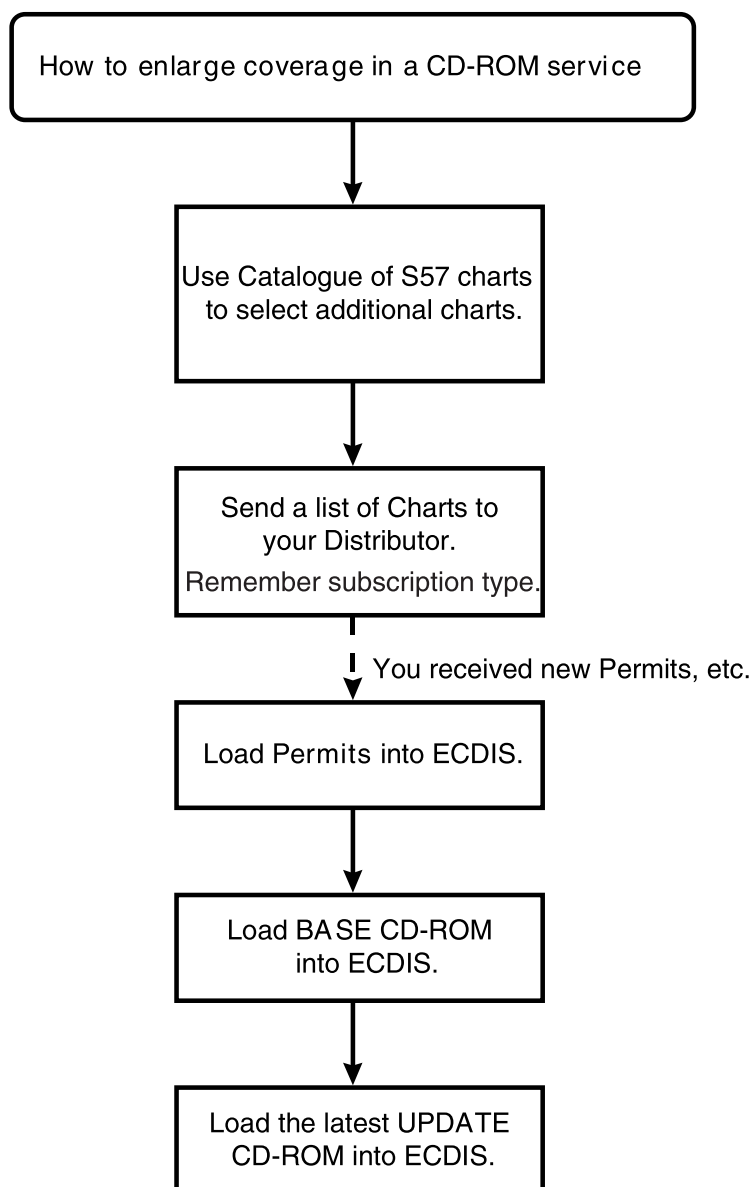 How to enlarge coverage in a CD-ROM service
Use Catalogue of S57 charts
to select additional charts.
Send a list of Charts to
your Distributor.
Remember subscription type.
You received new Permits, etc.
Load Permits into ECDIS.
Load BASE CD-ROM
into ECDIS.
Load the latest UPDATE
CD-ROM into ECDIS.